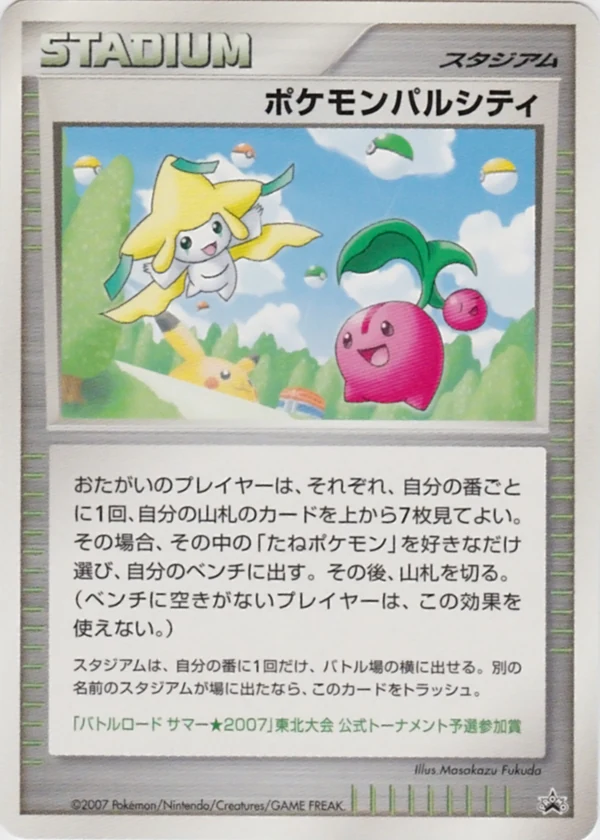 STADIUM
スタジアム
ポケモンパルシティ
おたがいのプレイヤーは、それぞれ、自分の番ごと
に1回、自分の山札のカードを上から7枚見てよい。
その場合、その中の「たねポケモン」を好きなだけ
選び、自分のベンチに出す。その後、山札を切る。
(ベンチに空きがないプレイヤーは、この効果を
使えない。)
スタジアムは、自分の番に1回だけ、バトル場の横に出せる。別の
名前のスタジアムが場に出たなら、このカードをトラッシュ。
「バトルロード サマー★2007」東北大会 公式トーナメント予選参加賞
Illus. Masakazu Fukuda
©2007 Pokémon/Nintendo/Creatures/GAME FREAK.